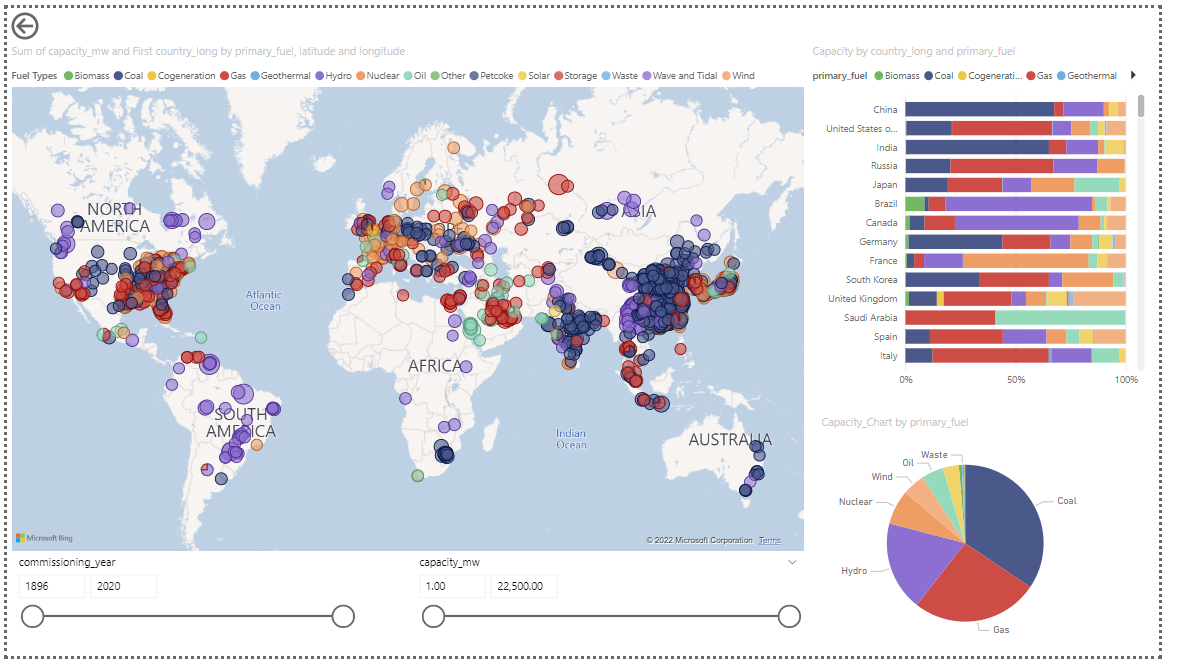 Sum of capacity_mw and First country_long by primary_fuel, latitude and longitude
Fuel Types Biomass Coal Cogeneration Gas Geothermal Hydro Nuclear Oil Other Petcoke Solar Storage Waste Wave and Tidal Wind
NORTH
AMERICA
ASIA
Atlantic
Ocean
AFRICA
SOUTH
AMERICA
Indian
Ocean
AUSTRALIA
Microsoft Bing
© 2022 Microsoft Corporation Terms
commissioning_year
1896 2020
capacity_mw
1.00 22,500.00
Capacity by country_long and primary_fuel
primary_fuel Biomass Coal Cogenerati... Gas Geothermal
China
United States o...
India
Russia
Japan
Brazil
Canada
Germany
France
South Korea
United Kingdom
Saudi Arabia
Spain
Italy
0% 50% 100%
Capacity_Chart by primary_fuel
Waste
Oil
Wind
Nuclear
Hydro
Coal
Gas